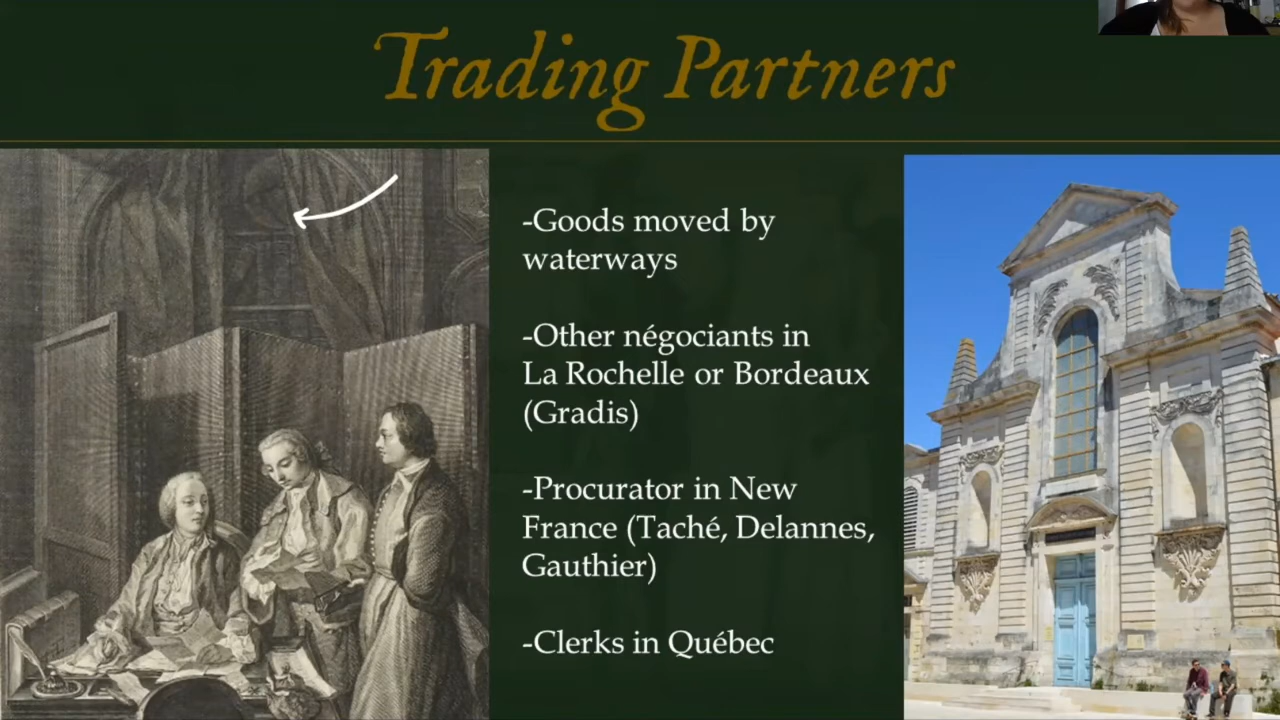 Trading Partners
-Goods moved by
waterways
-Other négociants in
La Rochelle or Bordeaux
(Gradis)
-Procurator in New
France (Taché, Delannes,
Gauthier)
-Clerks in Québec